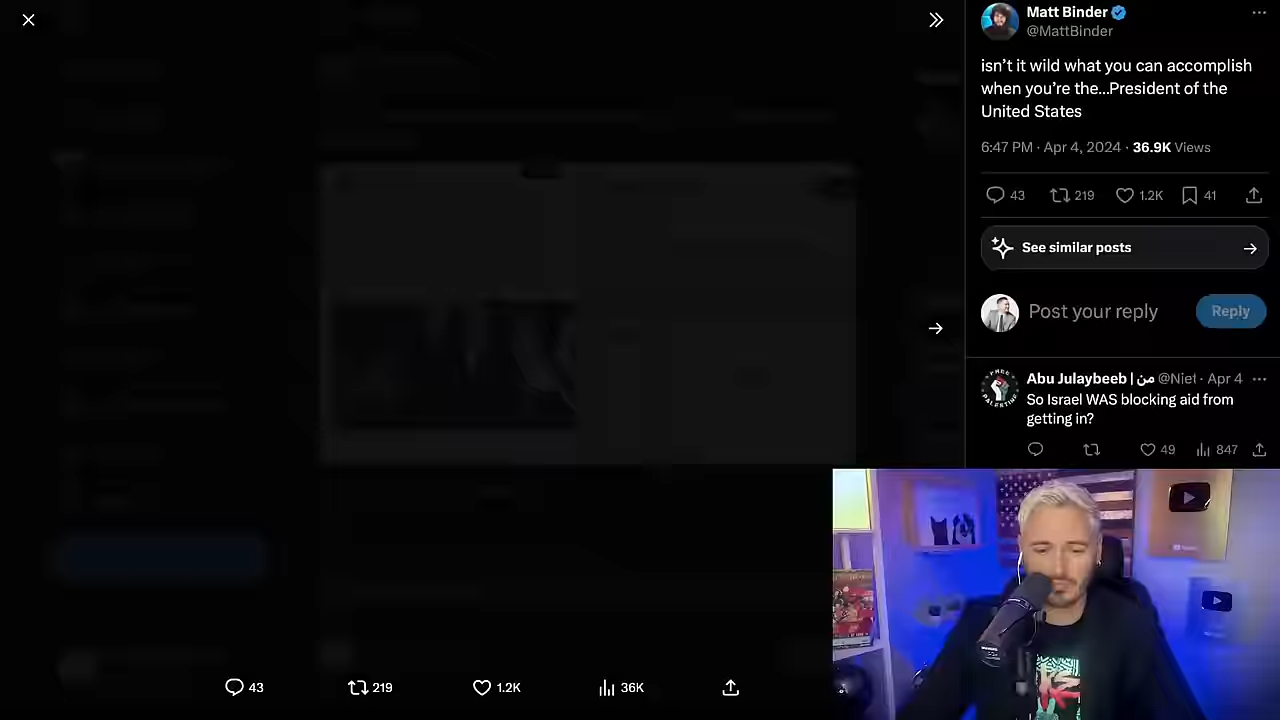 Matt Binder
@MattBinder
isn’t it wild what you can accomplish
when you’re the...President of the
United States
6:47 PM · Apr 4, 2024 · 36.9K Views
43 219 1.2K 41
See similar posts
Post your reply Reply
Abu Julaybeeb | من @Niet · Apr 4
So Israel WAS blocking aid from
getting in?
49 847
43 219 1.2K 36K